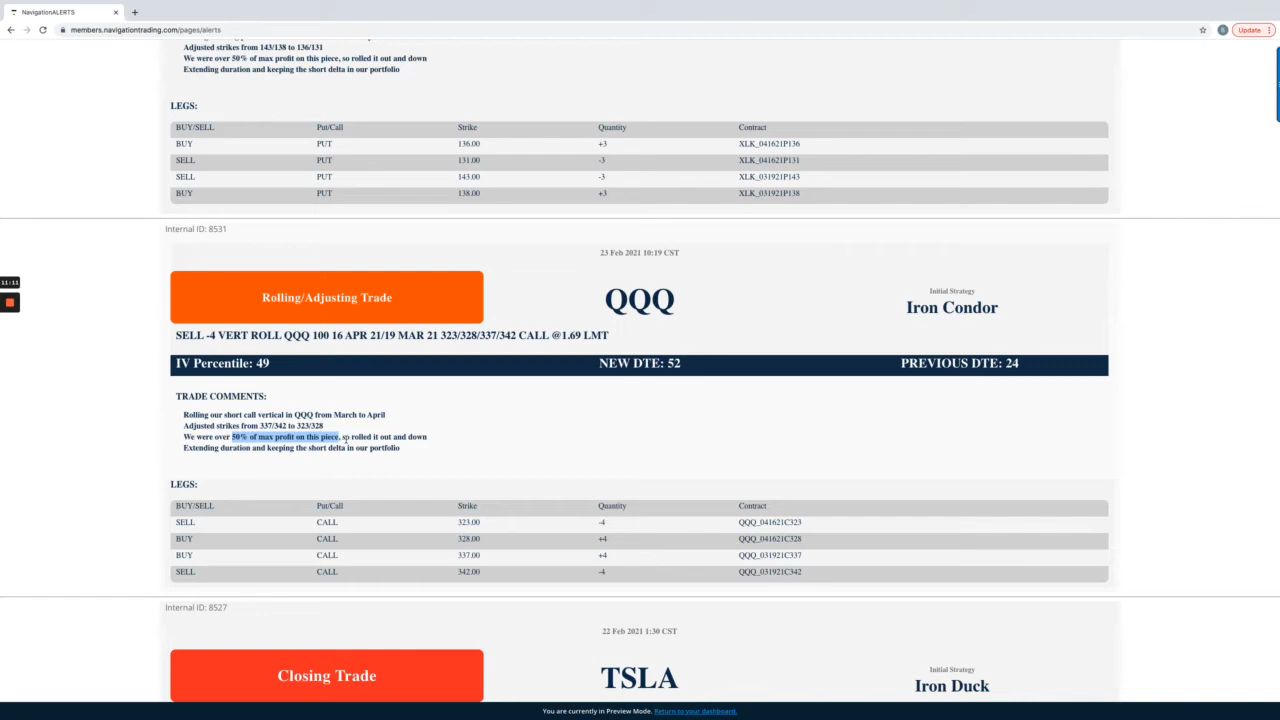 NavigationALERTS
members.navigationtrading.com/pages/alerts
B
Update
Adjusted strikes from 143/138 to 136/131
We were over 50% of max profit on this piece, so rolled it out and down
Extending duration and keeping the short delta in our portfolio
LEGS:
BUY/SELL Put/Call Strike Quantity Contract
BUY PUT 136.00 +3 XLK_041621P136
SELL PUT 131.00 -3 XLK_041621P131
SELL PUT 143.00 -3 XLK_031921P143
BUY PUT 138.00 +3 XLK_031921P138
Internal ID: 8531
23 Feb 2021 10:19 CST
11:11
Rolling/Adjusting Trade
QQQ
Initial Strategy
Iron Condor
SELL -4 VERT ROLL QQQ 100 16 APR 21/19 MAR 21 323/328/337/342 CALL @1.69 LMT
IV Percentile: 49 NEW DTE: 52 PREVIOUS DTE: 24
TRADE COMMENTS:
Rolling our short call vertical in QQQ from March to April
Adjusted strikes from 337/342 to 323/328
We were over 50% of max profit on this piece, so rolled it out and down
Extending duration and keeping the short delta in our portfolio
LEGS:
BUY/SELL Put/Call Strike Quantity Contract
SELL CALL 323.00 -4 QQQ_041621C323
BUY CALL 328.00 +4 QQQ_041621C328
BUY CALL 337.00 +4 QQQ_031921C337
SELL CALL 342.00 -4 QQQ_031921C342
Internal ID: 8527
22 Feb 2021 1:30 CST
Closing Trade
TSLA
Initial Strategy
Iron Duck
You are currently in Preview Mode. Return to your dashboard.